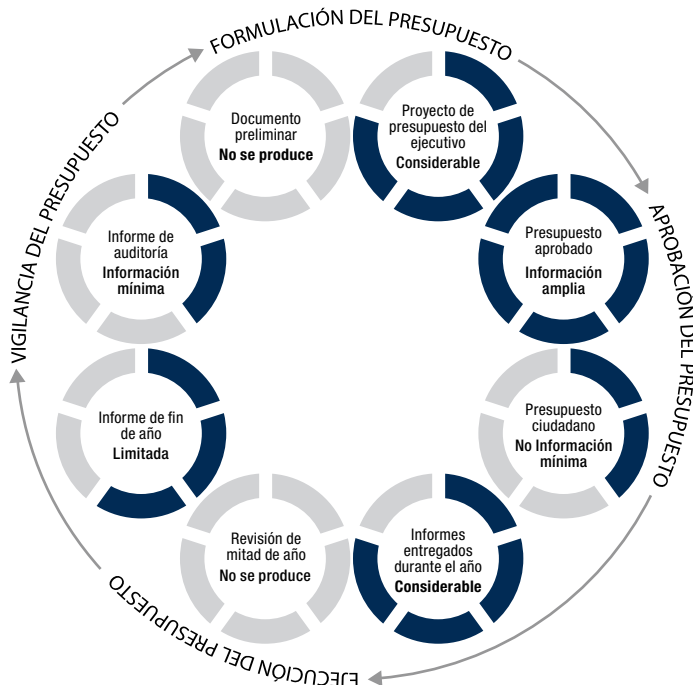 FORMULACIÓN DEL PRESUPUESTO
Documento
preliminar
No se produce
Proyecto de
presupuesto del
ejecutivo
Considerable
APROBACIÓN DEL PRESUPUESTO
Presupuesto
aprobado
Información
amplia
Presupuesto
ciudadano
No Información
mínima
Informes
entregados
durante el año
Considerable
EJECUCIÓN DEL PRESUPUESTO
Revisión de
mitad de año
No se produce
Informe de fin
de año
Limitada
VIGILANCIA DEL PRESUPUESTO
Informe de
auditoría
Información
mínima